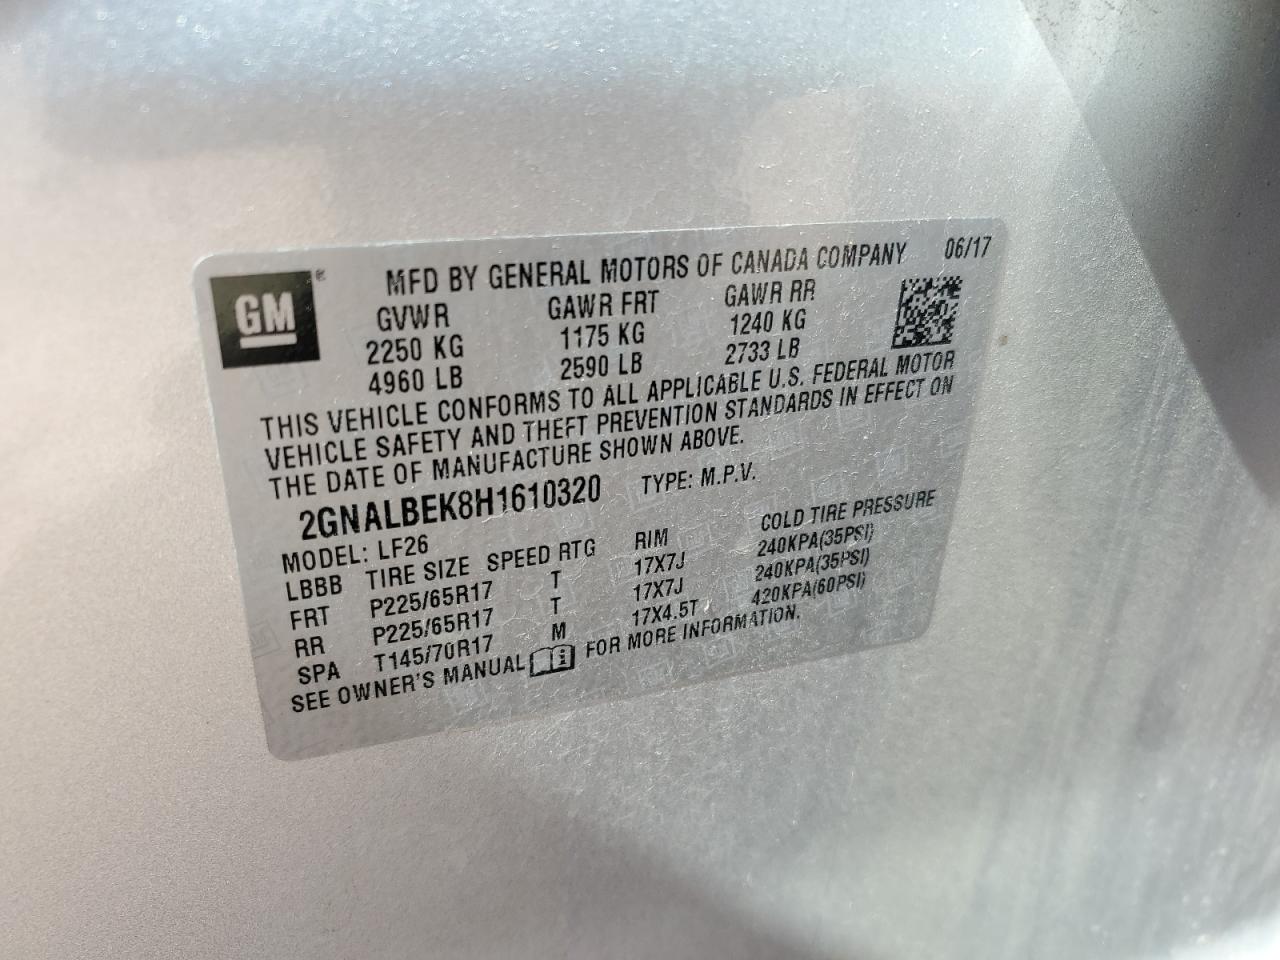 GM ®
MFD BY GENERAL MOTORS OF CANADA COMPANY 06/17
GVWR GAWR FRT GAWR RR
2250 KG 1175 KG 1240 KG
4960 LB 2590 LB 2733 LB
THIS VEHICLE CONFORMS TO ALL APPLICABLE U.S. FEDERAL MOTOR
VEHICLE SAFETY AND THEFT PREVENTION STANDARDS IN EFFECT ON
THE DATE OF MANUFACTURE SHOWN ABOVE.
2GNALBEK8H1610320 TYPE: M.P.V.
MODEL: LF26
LBBB TIRE SIZE SPEED RTG RIM COLD TIRE PRESSURE
FRT P225/65R17 T 17X7J 240KPA(35PSI)
RR P225/65R17 T 17X7J 240KPA(35PSI)
SPA T145/70R17 M 17X4.5T 420KPA(60PSI)
SEE OWNER'S MANUAL FOR MORE INFORMATION.